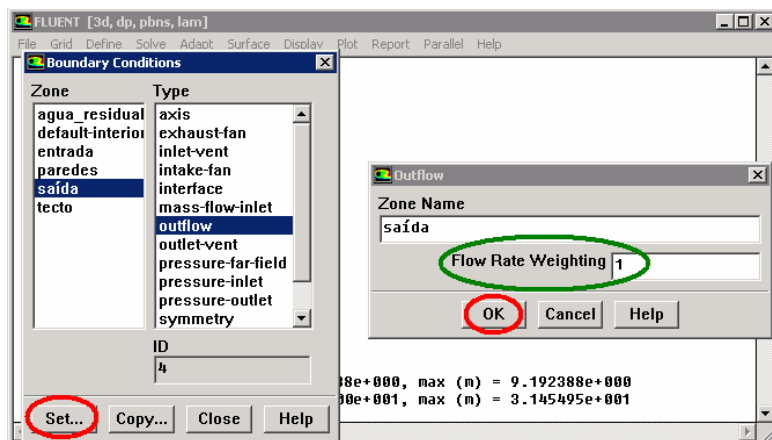 FLUENT [3d, dp, pbns, lam]
File Grid Define Solve Adapt Surface Display Plot Report Parallel Help
Boundary Conditions
Zone
agua_residual
default-interior
entrada
paredes
saída
tecto
Type
axis
exhaust-fan
inlet-vent
intake-fan
interface
mass-flow-inlet
outflow
outlet-vent
pressure-far-field
pressure-inlet
pressure-outlet
symmetry
ID
4
Set... Copy... Close Help
Outflow
Zone Name
saída
Flow Rate Weighting 1
OK Cancel Help
8e+000, max (m) = 9.192388e+000
0e+001, max (m) = 3.145495e+001